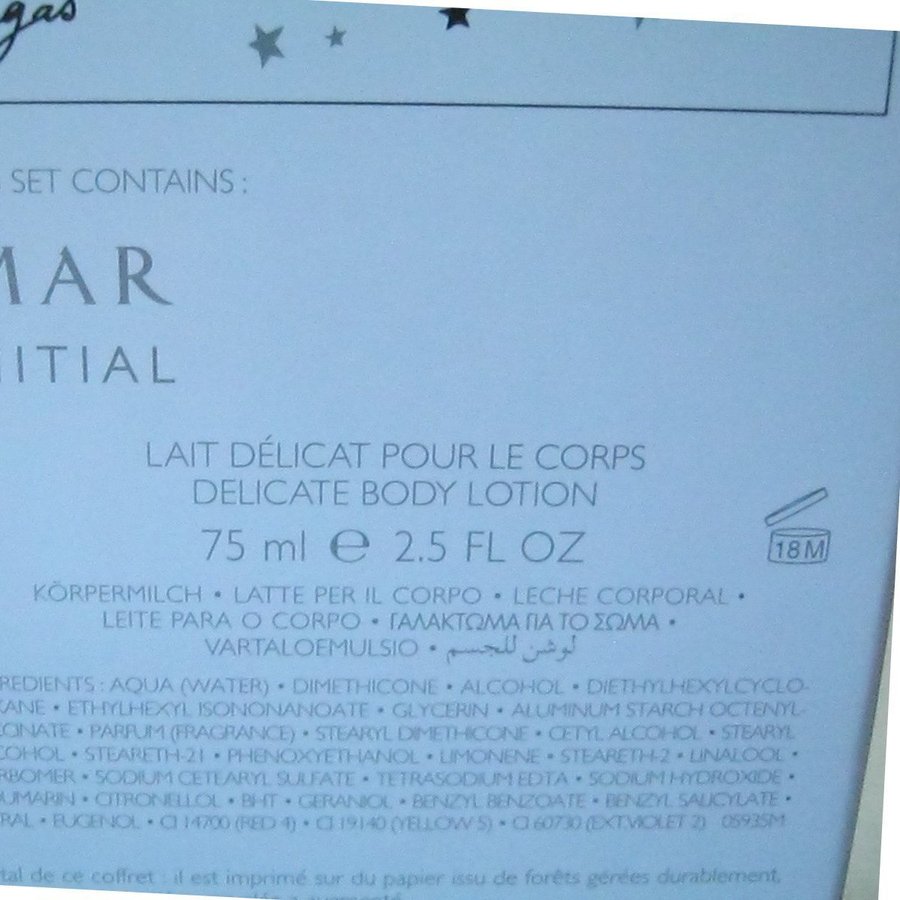 gas
SET CONTAINS :
MAR
NITIAL
LAIT DÉLICAT POUR LE CORPS
DELICATE BODY LOTION
75 ml ℮ 2.5 FL OZ
18M
KÖRPERMILCH • LATTE PER IL CORPO • LECHE CORPORAL •
LEITE PARA O CORPO • ΓΑΛΑΚΤΩΜΑ ΓΙΑ ΤΟ ΣΩΜΑ •
VARTALOEMULSIO • لوشن للجسم
REDIENTS : AQUA (WATER) • DIMETHICONE • ALCOHOL • DIETHYLHEXYLCYCLO-
XANE • ETHYLHEXYL ISONONANOATE • GLYCERIN • ALUMINUM STARCH OCTENYL-
CINATE • PARFUM (FRAGRANCE) • STEARYL DIMETHICONE • CETYL ALCOHOL • STEARYL
COHOL • STEARETH-21 • PHENOXYETHANOL • LIMONENE • STEARETH-2 • LINALOOL •
RBOMER • SODIUM CETEARYL SULFATE • TETRASODIUM EDTA • SODIUM HYDROXIDE •
OUMARIN • CITRONELLOL • BHT • GERANIOL • BENZYL BENZOATE • BENZYL SALICYLATE •
RAL • EUGENOL • CI 14700 (RED 4) • CI 19140 (YELLOW 5) • CI 60730 (EXT.VIOLET 2) 05935M
tal de ce coffret : il est imprimé sur du papier issu de forêts gérées durablement,